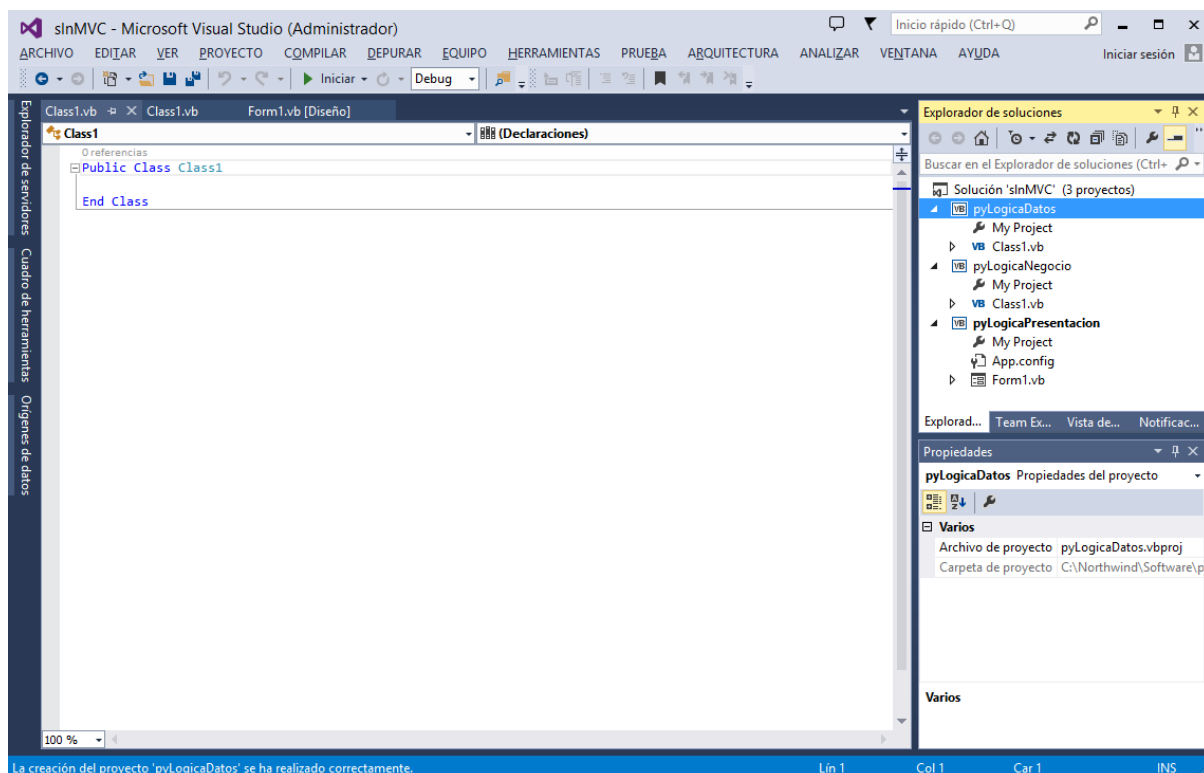 slnMVC - Microsoft Visual Studio (Administrador)
Inicio rápido (Ctrl+Q)
ARCHIVO EDITAR VER PROYECTO COMPILAR DEPURAR EQUIPO HERRAMIENTAS PRUEBA ARQUITECTURA ANALIZAR VENTANA AYUDA Iniciar sesión
Iniciar Debug
Explorador de servidores
Cuadro de herramientas
Orígenes de datos
Class1.vb Class1.vb Form1.vb [Diseño]
Class1 (Declaraciones)
0 referencias
Public Class Class1
End Class
100 %
Explorador de soluciones
Buscar en el Explorador de soluciones (Ctrl+
Solución 'slnMVC' (3 proyectos)
VB pyLogicaDatos
My Project
VB Class1.vb
VB pyLogicaNegocio
My Project
VB Class1.vb
VB pyLogicaPresentacion
My Project
App.config
Form1.vb
Explorad... Team Ex... Vista de... Notificac...
Propiedades
pyLogicaDatos Propiedades del proyecto
Varios
Archivo de proyecto pyLogicaDatos.vbproj
Carpeta de proyecto C:\Northwind\Software\p
Varios
La creación del proyecto 'pyLogicaDatos' se ha realizado correctamente. Lín 1 Col 1 Car 1 INS